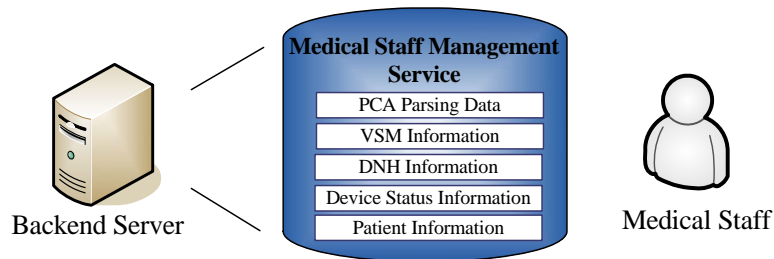 Medical Staff Management
Service
PCA Parsing Data
VSM Information
DNH Information
Device Status Information
Patient Information
Backend Server
Medical Staff